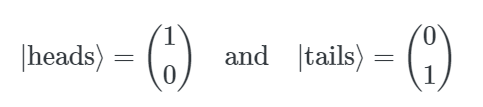 |heads⟩ = (1 0) and |tails⟩ = (0 1)